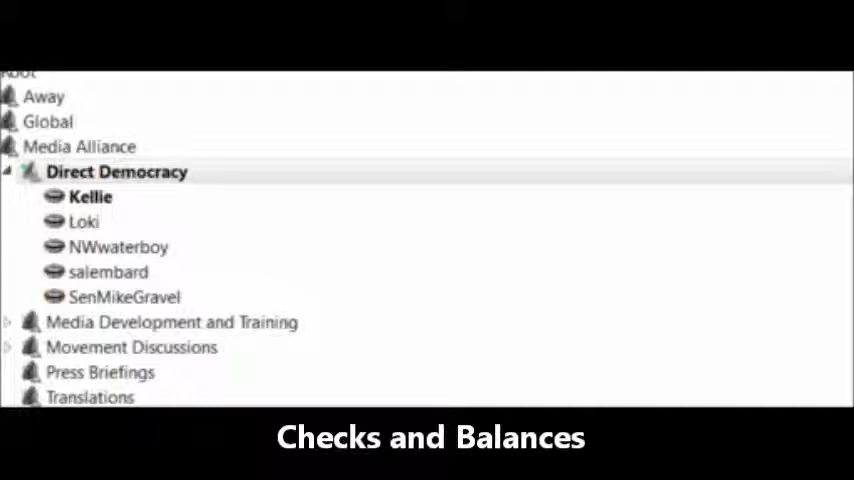 Root
Away
Global
Media Alliance
Direct Democracy
Kellie
Loki
NWwaterboy
salembard
SenMikeGravel
Media Development and Training
Movement Discussions
Press Briefings
Translations
Checks and Balances